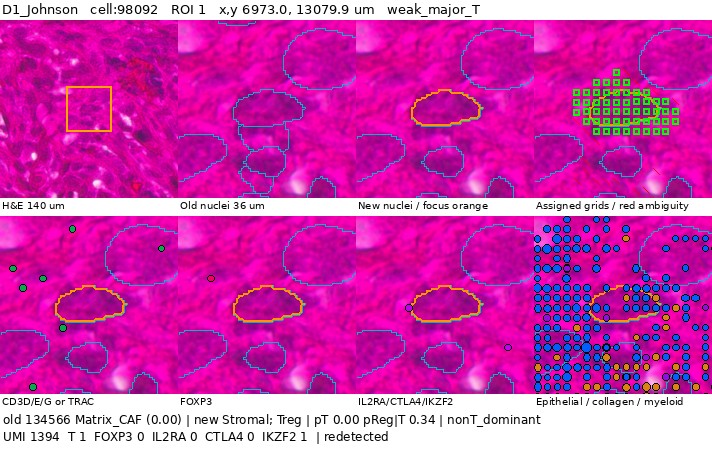 D1_Johnson cell:98092 ROI 1 x,y 6973.0, 13079.9 um weak_major_T
H&E 140 um
Old nuclei 36 um
New nuclei / focus orange
Assigned grids / red ambiguity
CD3D/E/G or TRAC
FOXP3
IL2RA/CTLA4/IKZF2
Epithelial / collagen / myeloid
old 134566 Matrix_CAF (0.00) | new Stromal; Treg | pT 0.00 pReg|T 0.34 | nonT_dominant
UMI 1394 T 1 FOXP3 0 IL2RA 0 CTLA4 0 IKZF2 1 | redetected